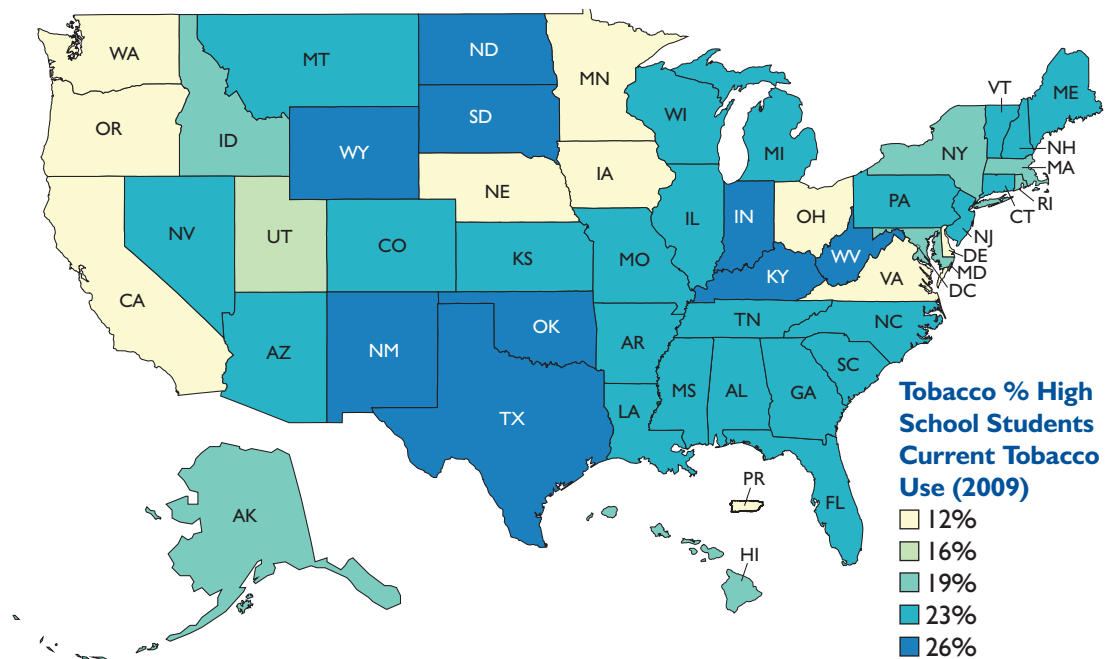 WA
MT
ND
MN
VT
ME
OR
ID
SD
WI
WY
MI
NY
NH
MA
NE
IA
PA
RI
NV
UT
IL
IN
OH
CT
CO
NJ
KS
MO
WV
DE
KY
VA
MD
CA
DC
OK
TN
NC
AZ
NM
AR
SC
MS
AL
GA
TX
LA
Tobacco % High
School Students
Current Tobacco
Use (2009)
PR
FL
AK
HI
12%
16%
19%
23%
26%